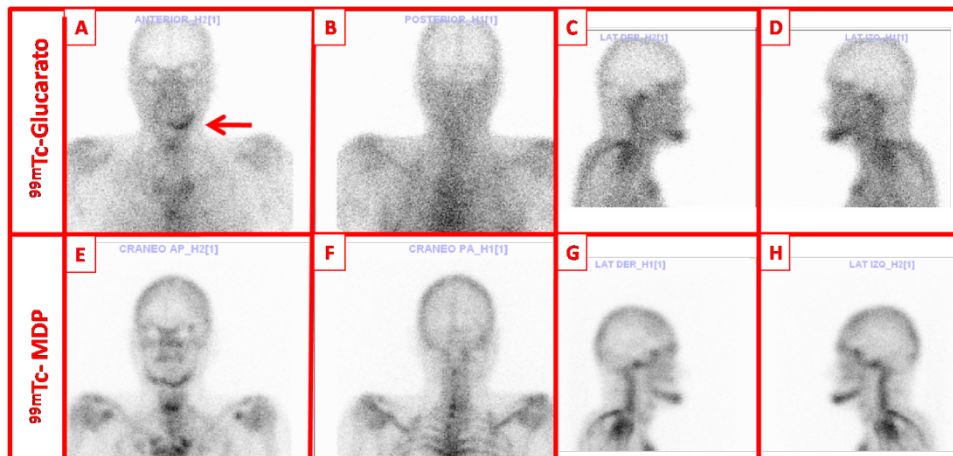 99mTc-Glucarato
A
ANTERIOR_H2[1]
B
POSTERIOR_H1[1]
C
LAT DER_H2[1]
D
LAT IZQ_H1[1]
99mTc- MDP
E
CRANEO AP_H2[1]
F
CRANEO PA_H1[1]
G
LAT DER_H1[1]
H
LAT IZQ_H2[1]